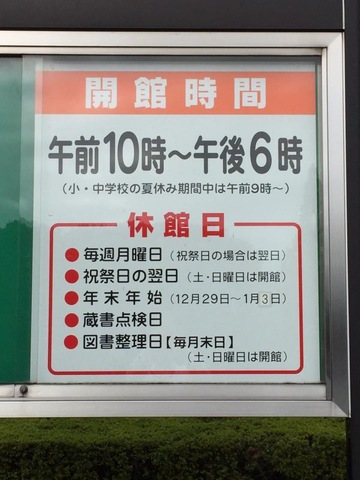 開館時間
午前10時～午後6時
(小・中学校の夏休み期間中は午前9時～)
休館日
●毎週月曜日(祝祭日の場合は翌日)
●祝祭日の翌日(土・日曜日は開館)
●年末年始(12月29日～1月3日)
●蔵書点検日
●図書整理日【毎月末日】
(土・日曜日は開館)